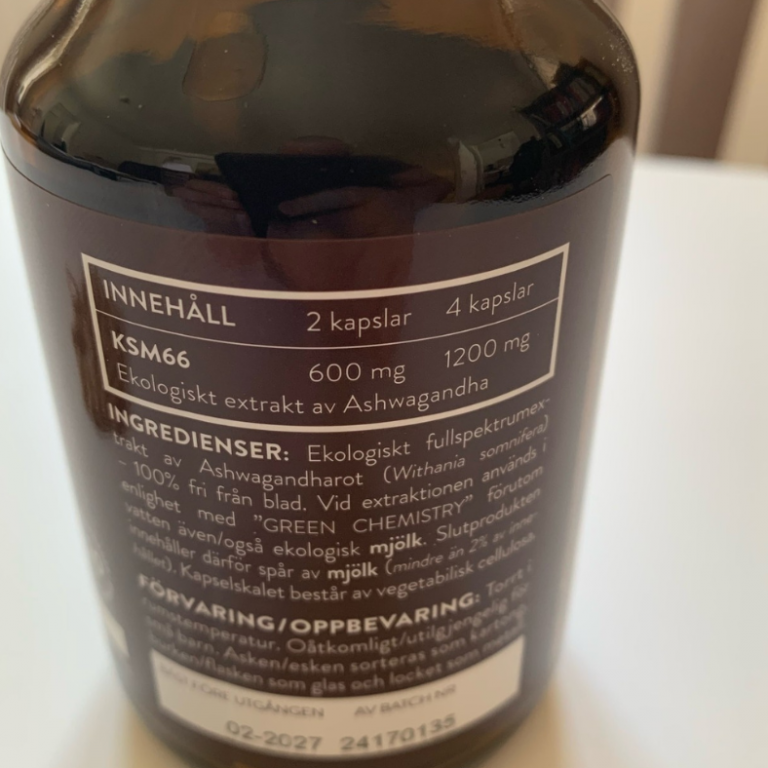 INNEHÅLL 2 kapslar 4 kapslar
KSM66 600 mg 1200 mg
Ekologiskt extrakt av Ashwagandha
INGREDIENSER: Ekologiskt fullspektrumex-
trakt av Ashwagandharot (Withania somnifera)
– 100% fri från blad. Vid extraktionen används i
enlighet med ”GREEN CHEMISTRY” förutom
vatten även/også ekologisk mjölk. Slutprodukten
innehåller därför spår av mjölk (mindre än 2% av inne-
hållet). Kapselskalet består av vegetabilisk cellulosa.
FÖRVARING/OPPBEVARING: Torrt i
rumstemperatur. Oåtkomligt/utilgjengelig för
små barn. Asken/esken sorteras som kartong,
burken/flasken som glas och locket som metall.
BÄST FÖRE UTGÅNGEN AV BATCH NR
02-2027 24170135